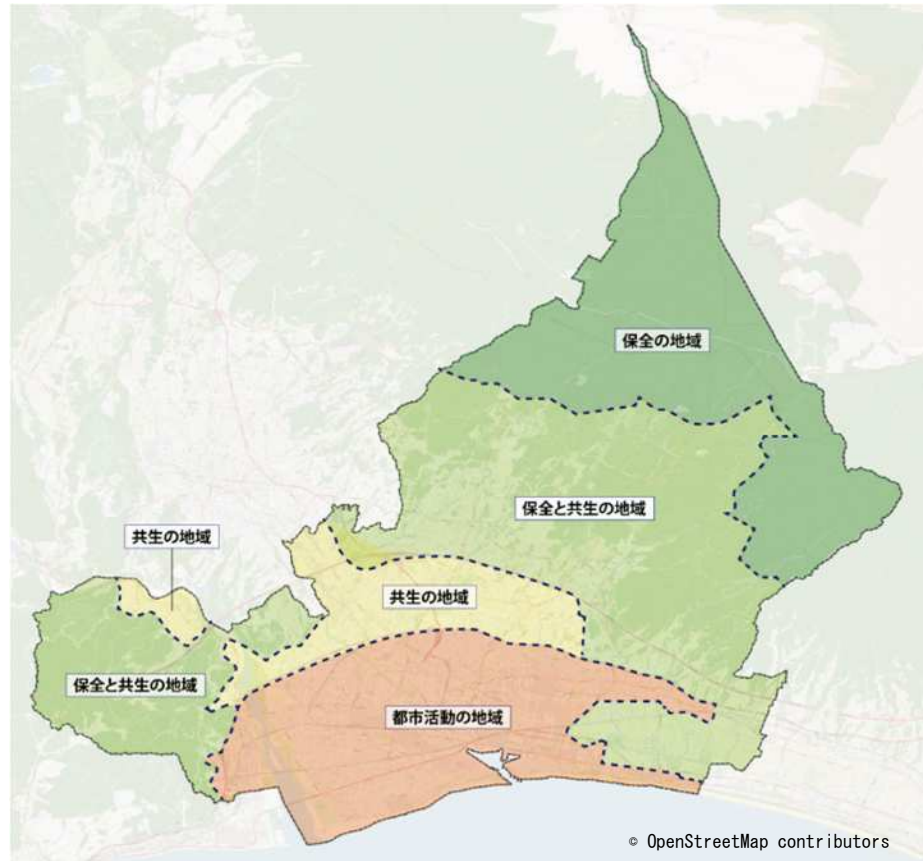 保全の地域
保全と共生の地域
共生の地域
共生の地域
保全と共生の地域
都市活動の地域
© OpenStreetMap contributors